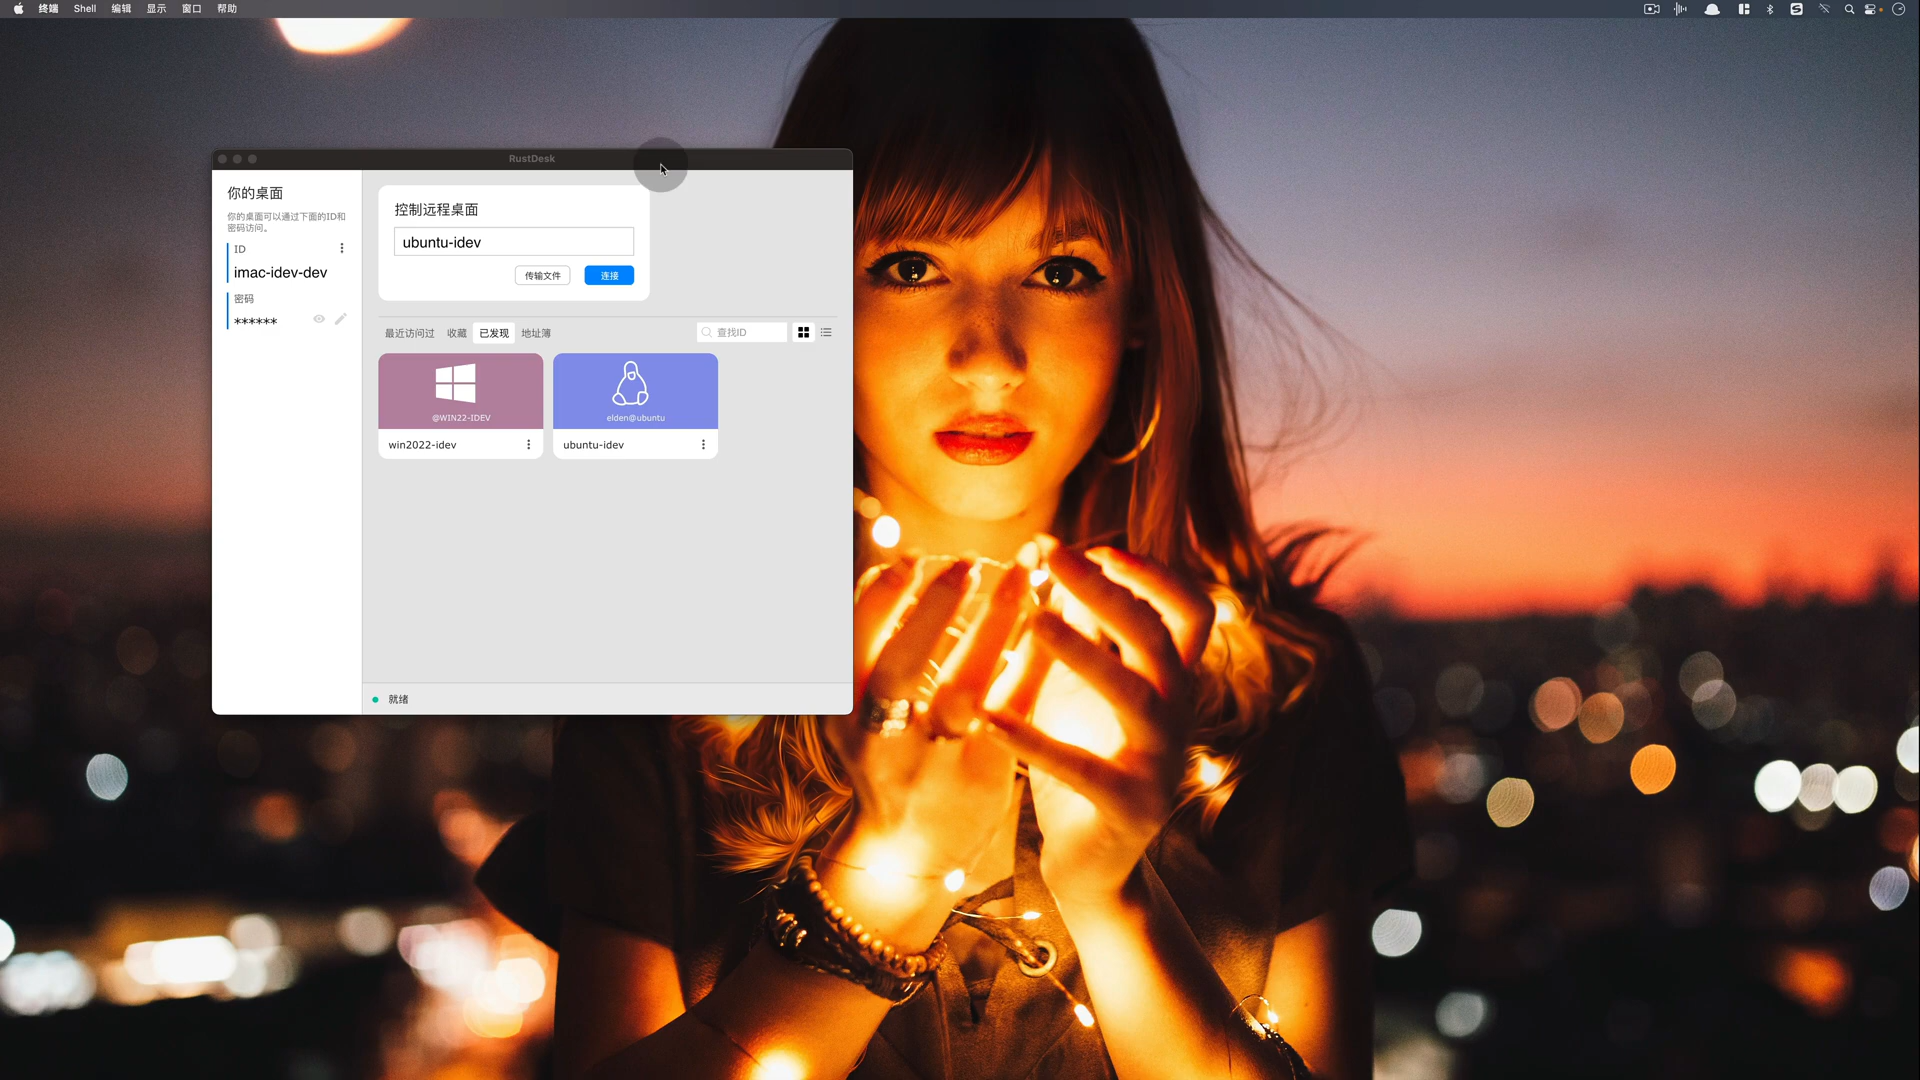 终端 Shell 编辑 显示 窗口 帮助
RustDesk
你的桌面
你的桌面可以通过下面的ID和
密码访问。
ID
imac-idev-dev
密码
******
控制远程桌面
ubuntu-idev
传输文件 连接
最近访问过 收藏 已发现 地址簿 查找ID
@WIN22-IDEV
win2022-idev
elden@ubuntu
ubuntu-idev
就绪